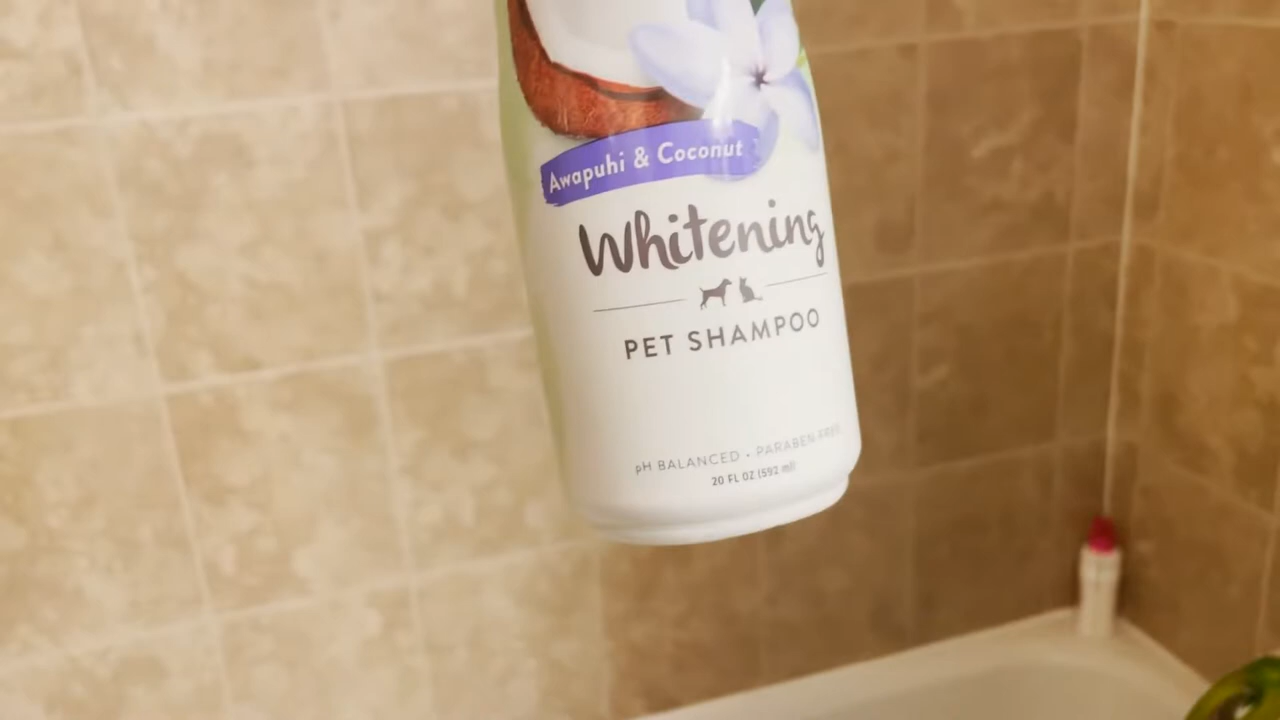 Awapuhi & Coconut
Whitening
PET SHAMPOO
pH BALANCED • PARABEN FREE
20 FL OZ (592 ml)